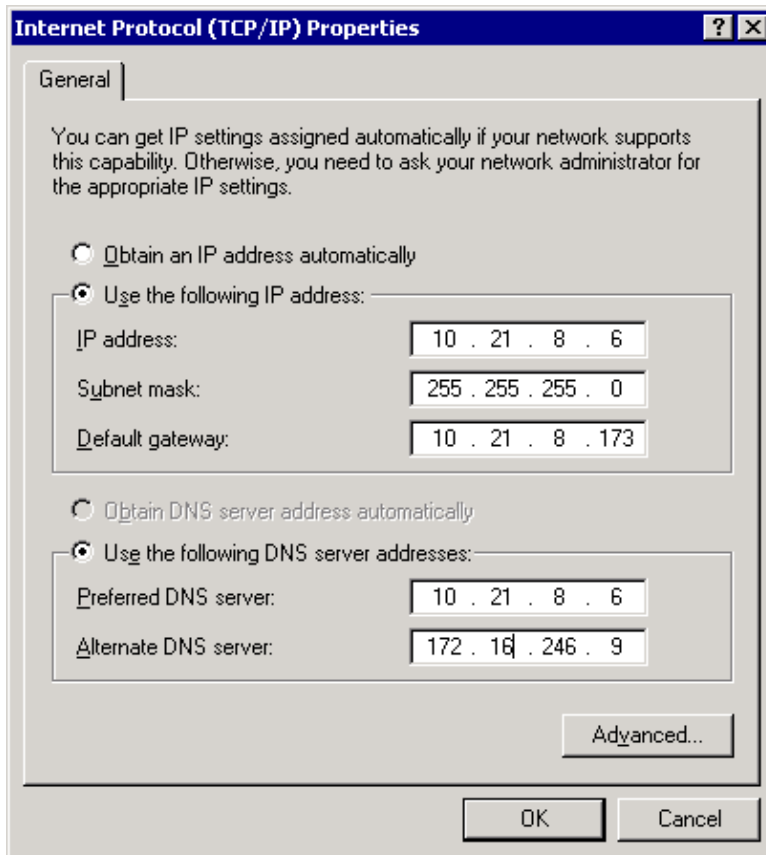 Internet Protocol (TCP/IP) Properties
General
You can get IP settings assigned automatically if your network supports
this capability. Otherwise, you need to ask your network administrator for
the appropriate IP settings.
Obtain an IP address automatically
Use the following IP address:
IP address: 10 . 21 . 8 . 6
Subnet mask: 255 . 255 . 255 . 0
Default gateway: 10 . 21 . 8 . 173
Obtain DNS server address automatically
Use the following DNS server addresses:
Preferred DNS server: 10 . 21 . 8 . 6
Alternate DNS server: 172 . 16 . 246 . 9
Advanced...
OK Cancel